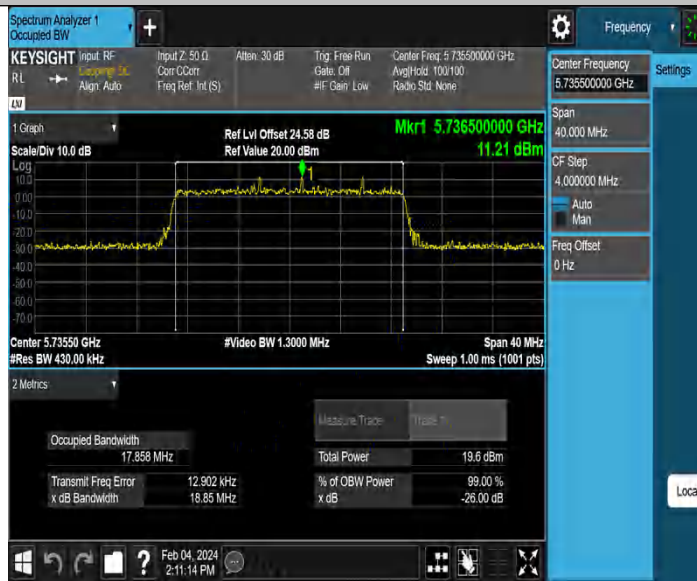 Spectrum Analyzer 1
Occupied BW
+
Frequency
KEYSIGHT Input: RF
Coupling: DC
Align: Auto
RL
Input Z: 50 Ω
Corr CCorr
Freq Ref: Int (S)
Atten: 30 dB
Trig: Free Run
Gate: Off
#IF Gain: Low
Center Freq: 5.735500000 GHz
Avg|Hold: 100/100
Radio Std: None
Center Frequency
5.735500000 GHz
Settings
Span
40.000 MHz
CF Step
4.000000 MHz
Auto
Man
Freq Offset
0 Hz
1 Graph
Scale/Div 10.0 dB
Ref Lvl Offset 24.58 dB
Ref Value 20.00 dBm
Mkr1 5.736500000 GHz
11.21 dBm
Log
10.0
0.00
-10.0
-20.0
-30.0
-40.0
-50.0
-60.0
-70.0
1
Center 5.73550 GHz
#Res BW 430.00 kHz
#Video BW 1.3000 MHz
Span 40 MHz
Sweep 1.00 ms (1001 pts)
2 Metrics
Measure Trace
Trace 1
Occupied Bandwidth
17.858 MHz
Total Power 19.6 dBm
Transmit Freq Error 12.902 kHz
% of OBW Power 99.00 %
x dB Bandwidth 18.85 MHz
x dB -26.00 dB
Loca
?
Feb 04, 2024
2:11:14 PM